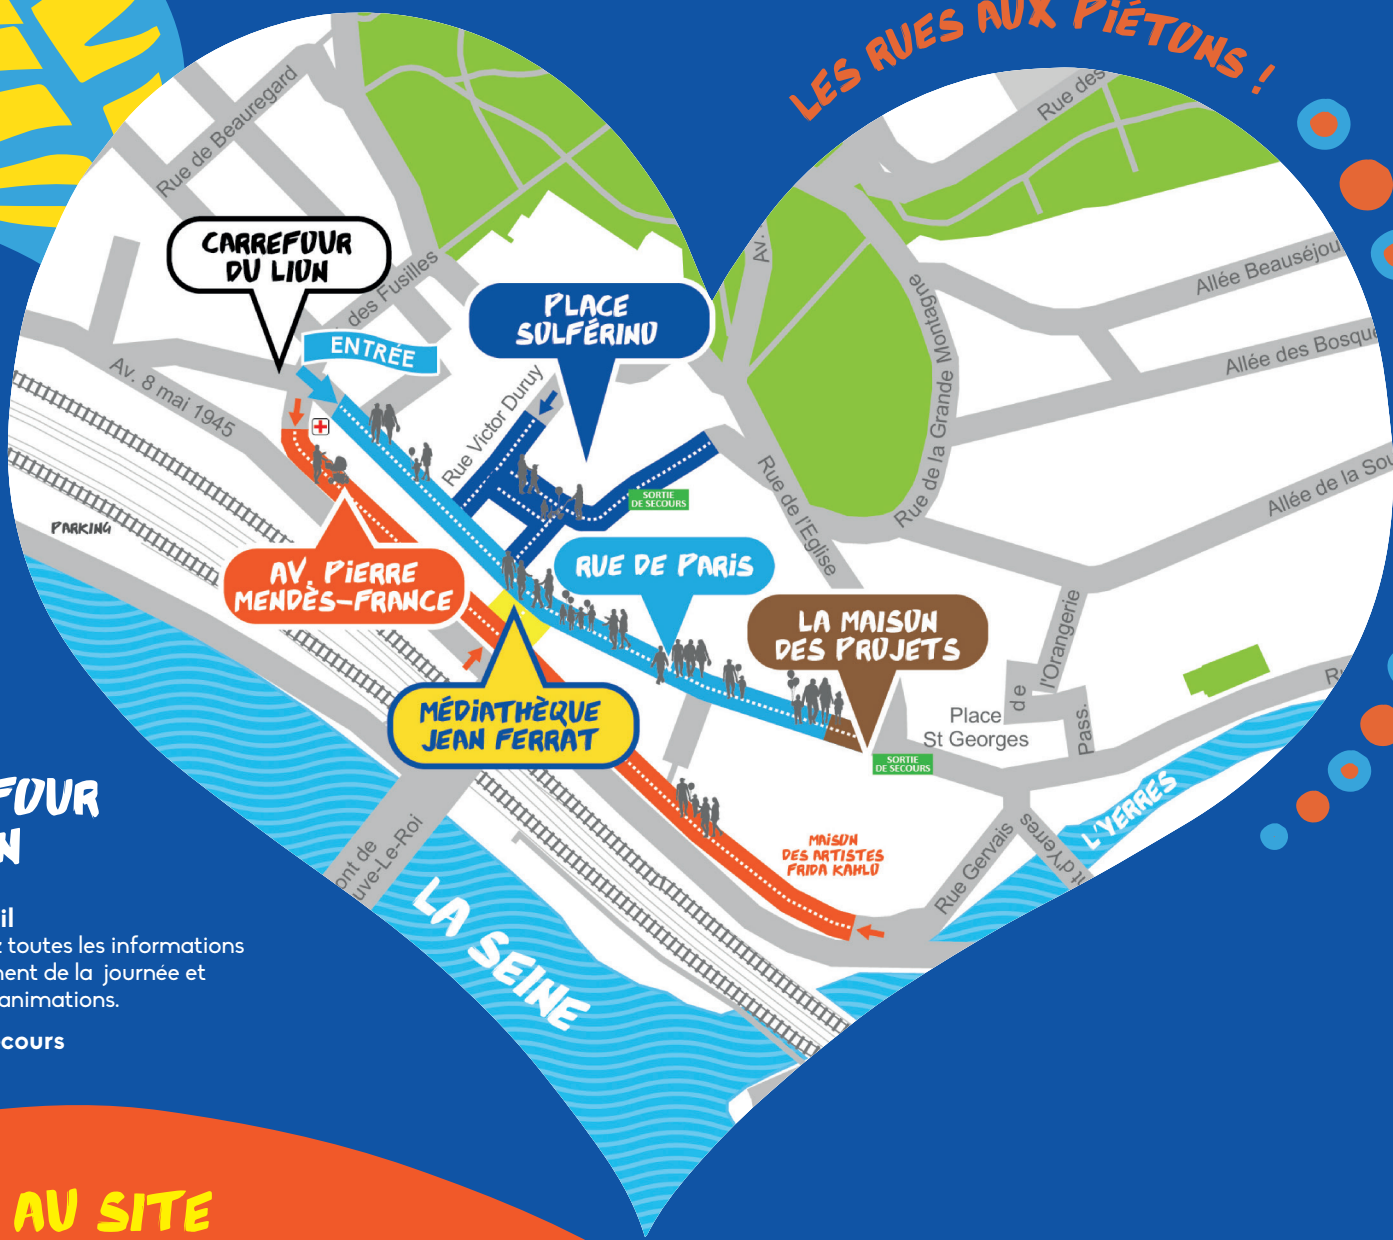 LES RUES AUX PiÉTONS !
Rue de Beauregard
Rue des
CARREFOUR
DU LION
des Fusilles
ENTRÉE
PLACE
SOLFÉRINO
Av.
Rue de la Grande Montagne
Allée Beauséjou
Allée des Bosque
Allée de la Sou
Av. 8 mai 1945
Rue Victor Duruy
SORTIE
DE SECOURS
Rue de l'Eglise
PARKING
AV. PiERRE
MENDÈS-FRANCE
RUE DE PARiS
LA MAISON
DES PROJETS
MÉDiATHÈQUE
JEAN FERRAT
de
l'Orangerie
Place
St Georges
Pass.
SORTIE
DE SECOURS
L'YERRES
MAiSON
DES ARTiSTES
FRIDA KAHLO
Rue Gervais
t d'Yerres
ont de
uve-Le-Roi
LA SEINE
FOUR
N
il
toutes les informations
ment de la journée et
animations.
cours
AU SITE